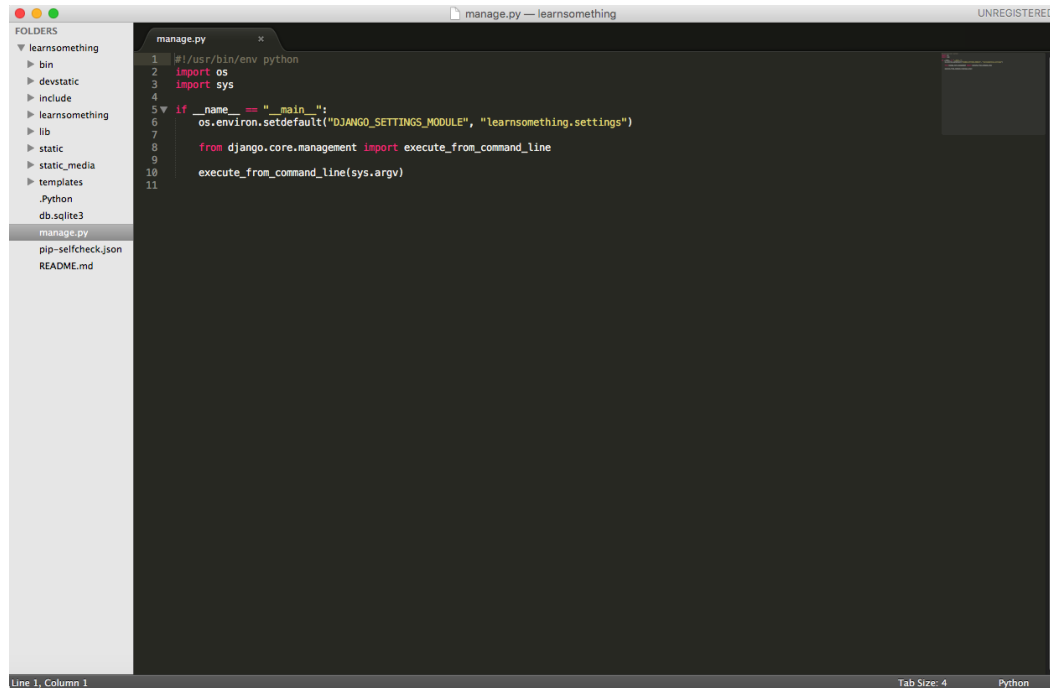 manage.py — learnsomething
UNREGISTERED
FOLDERS
learnsomething
bin
devstatic
include
learnsomething
lib
static
static_media
templates
.Python
db.sqlite3
manage.py
pip-selfcheck.json
README.md
manage.py ×
1 #!/usr/bin/env python
2 import os
3 import sys
4
5 if __name__ == "__main__":
6 os.environ.setdefault("DJANGO_SETTINGS_MODULE", "learnsomething.settings")
7
8 from django.core.management import execute_from_command_line
9
10 execute_from_command_line(sys.argv)
11
Line 1, Column 1
Tab Size: 4
Python